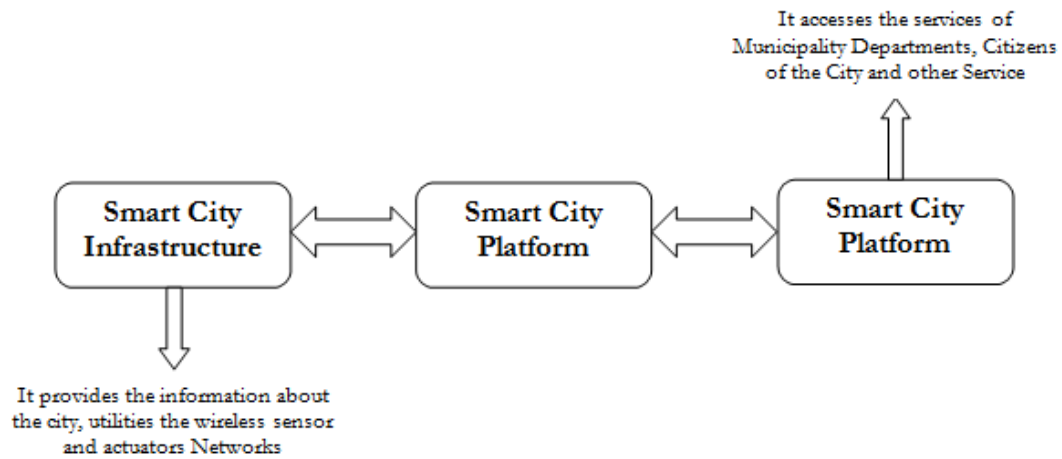 It accesses the services of
Municipality Departments, Citizens
of the City and other Service
Smart City
Infrastructure
Smart City
Platform
Smart City
Platform
It provides the information about
the city, utilities the wireless sensor
and actuators Networks